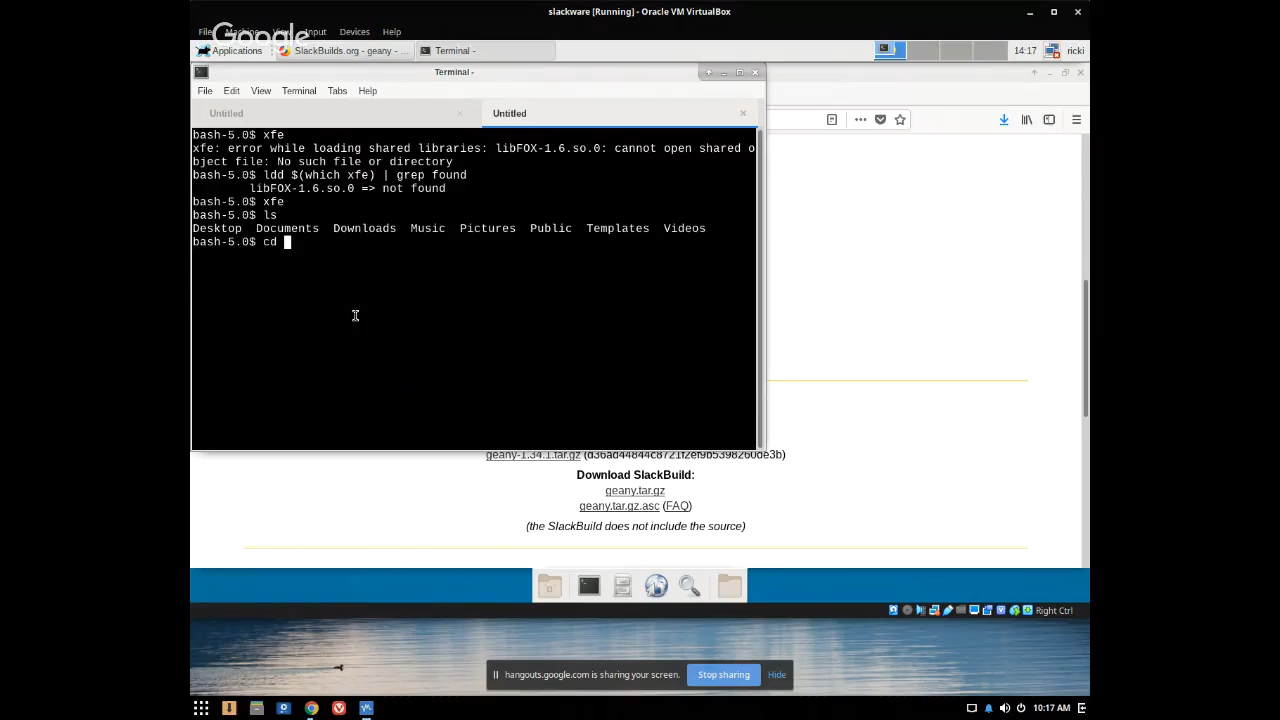 slackware [Running] - Oracle VM VirtualBox
File Machine View Input Devices Help
Google
Applications
SlackBuilds.org - geany - ...
Terminal -
14:17
ricki
Terminal -
File Edit View Terminal Tabs Help
Untitled
Untitled
bash-5.0$ xfe
xfe: error while loading shared libraries: libFOX-1.6.so.0: cannot open shared o
bject file: No such file or directory
bash-5.0$ ldd $(which xfe) | grep found
libFOX-1.6.so.0 => not found
bash-5.0$ xfe
bash-5.0$ ls
Desktop Documents Downloads Music Pictures Public Templates Videos
bash-5.0$ cd
geany-1.34.1.tar.gz (d36ad44844c8721f2ef9b5398260de3b)
Download SlackBuild:
geany.tar.gz
geany.tar.gz.asc (FAQ)
(the SlackBuild does not include the source)
Right Ctrl
hangouts.google.com is sharing your screen.
Stop sharing
Hide
10:17 AM